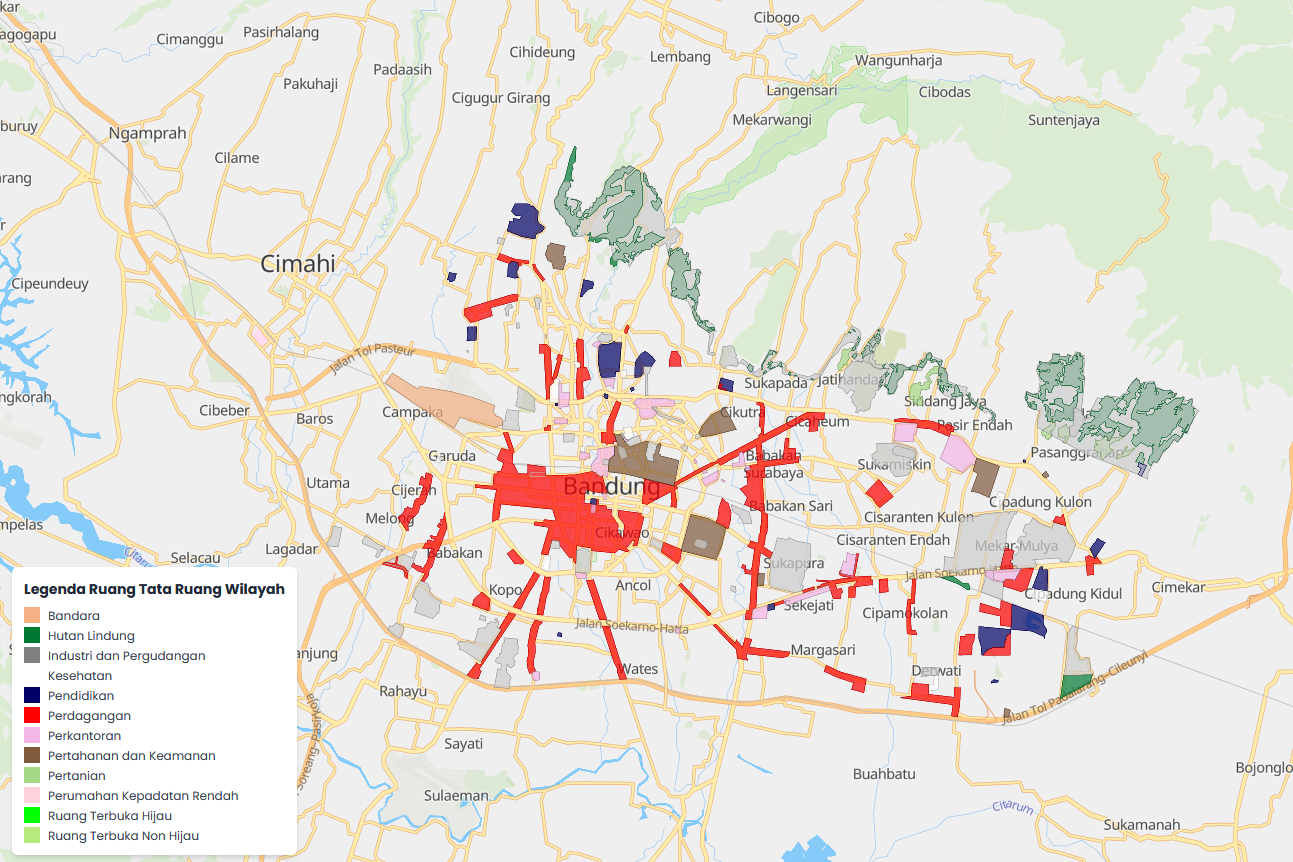 kar
Cibogo
agogapu
Cimanggu
Pasirhalang
Cihideung
Lembang
Wangunharja
Padaasih
Pakuhaji
Langensari
Cibodas
Cigugur Girang
Mekarwangi
Suntenjaya
buruy
Ngamprah
Cilame
rang
Cimahi
Cipeundeuy
Jalan Tol Pasteur
Sukapada
Jatihandap
ngkorah
Cibeber
Baros
Campaka
Cikutra
Cicaheum
Sindang Jaya
Pasir Endah
Garuda
Babakan
Surabaya
Sukamiskin
Pasanggrahan
Utama
Cijerah
Bandung
Cipadung Kulon
mpelas
Melong
Babakan Sari
Cisaranten Kulon
Cikawao
Cisaranten Endah
Mekar Mulya
Lagadar
Selacau
Babakan
Sukapura
Jalan Soekarno-Hatta
Citarum
Kopo
Ancol
Sekejati
Cipamokolan
Cipadung Kidul
Cimekar
Jalan Soekarno-Hatta
anjung
Margasari
Wates
Derwati
Rahayu
Jalan Tol Padalarang-Cileunyi
Soreang-Pasirkoja
Sayati
Buahbatu
Bojonglo
Sulaeman
Citarum
Sukamanah
Legenda Ruang Tata Ruang Wilayah
Bandara
Hutan Lindung
Industri dan Pergudangan
Kesehatan
Pendidikan
Perdagangan
Perkantoran
Pertahanan dan Keamanan
Pertanian
Perumahan Kepadatan Rendah
Ruang Terbuka Hijau
Ruang Terbuka Non Hijau